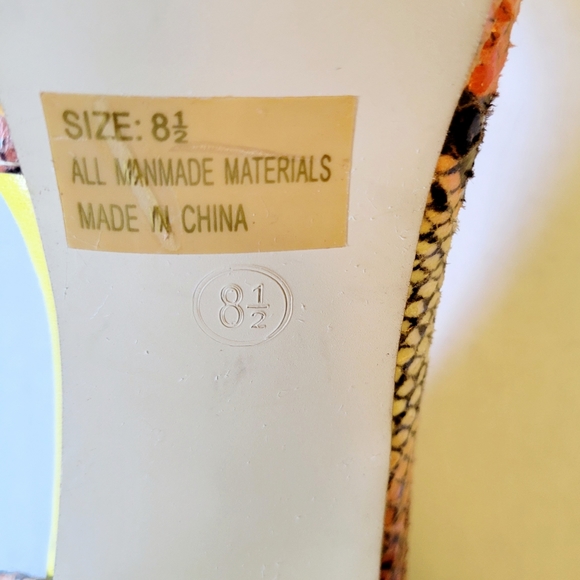 SIZE: 8½
ALL MANMADE MATERIALS
MADE IN CHINA
8½